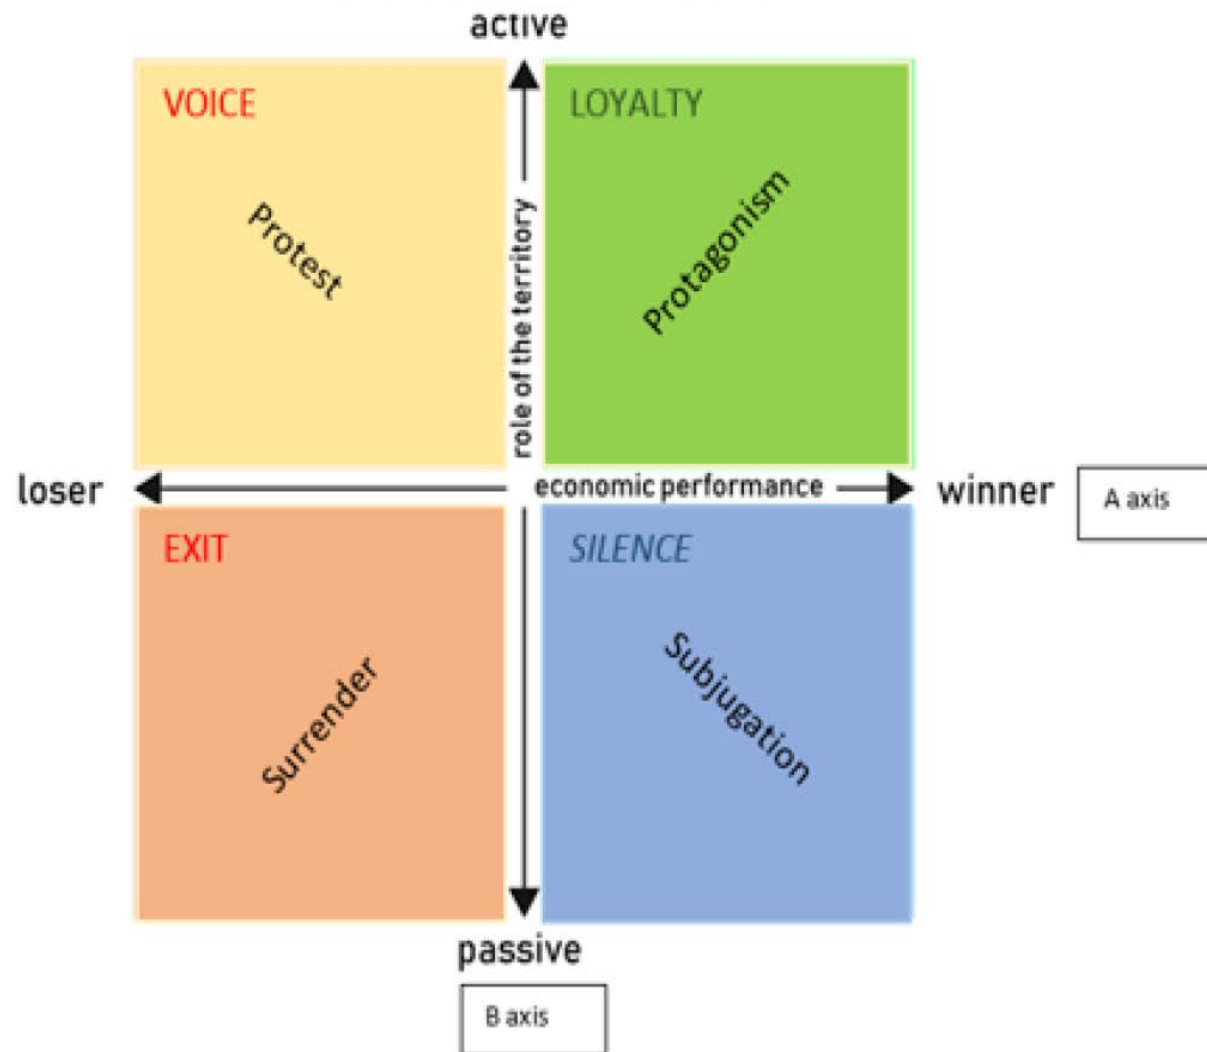 active
VOICE
LOYALTY
Protest
Protagonism
role of the territory
loser
economic performance
winner
A axis
EXIT
SILENCE
Surrender
Subjugation
passive
B axis